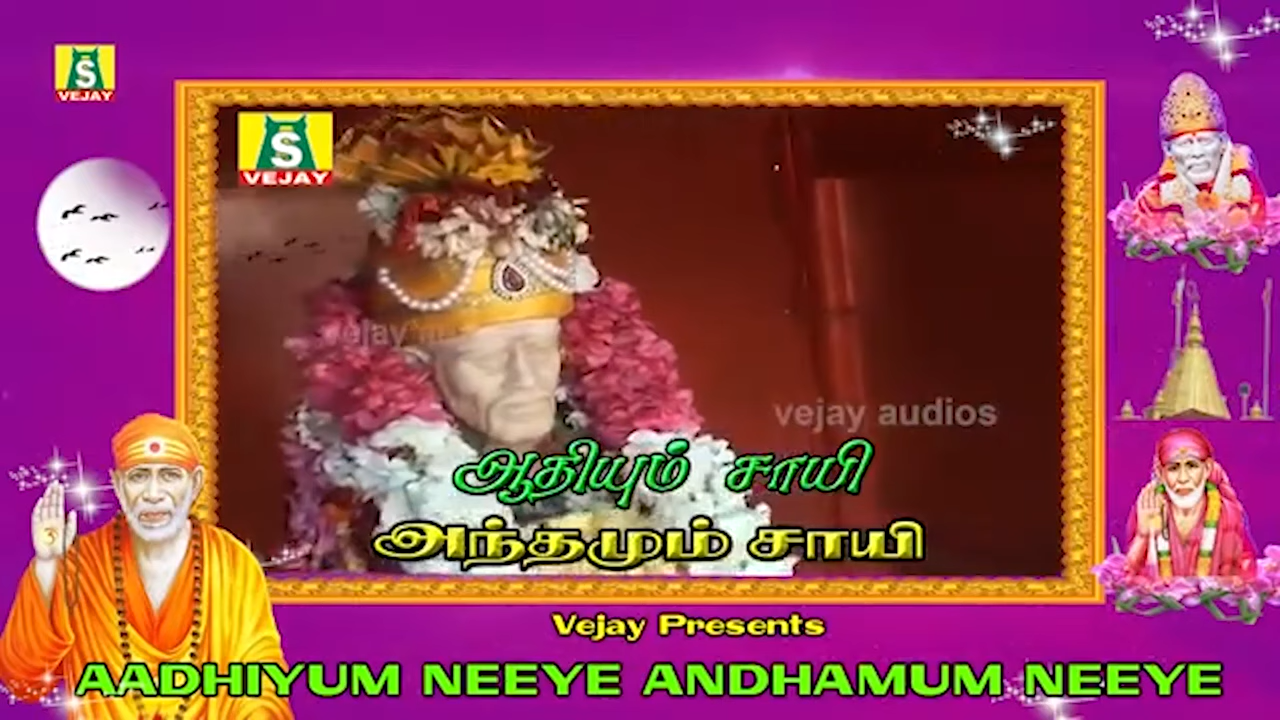 S
VEJAY
S
VEJAY
vejay audios
ஆதியும் சாயி
அந்தமும் சாயி
Vejay Presents
AADHIYUM NEEYE ANDHAMUM NEEYE